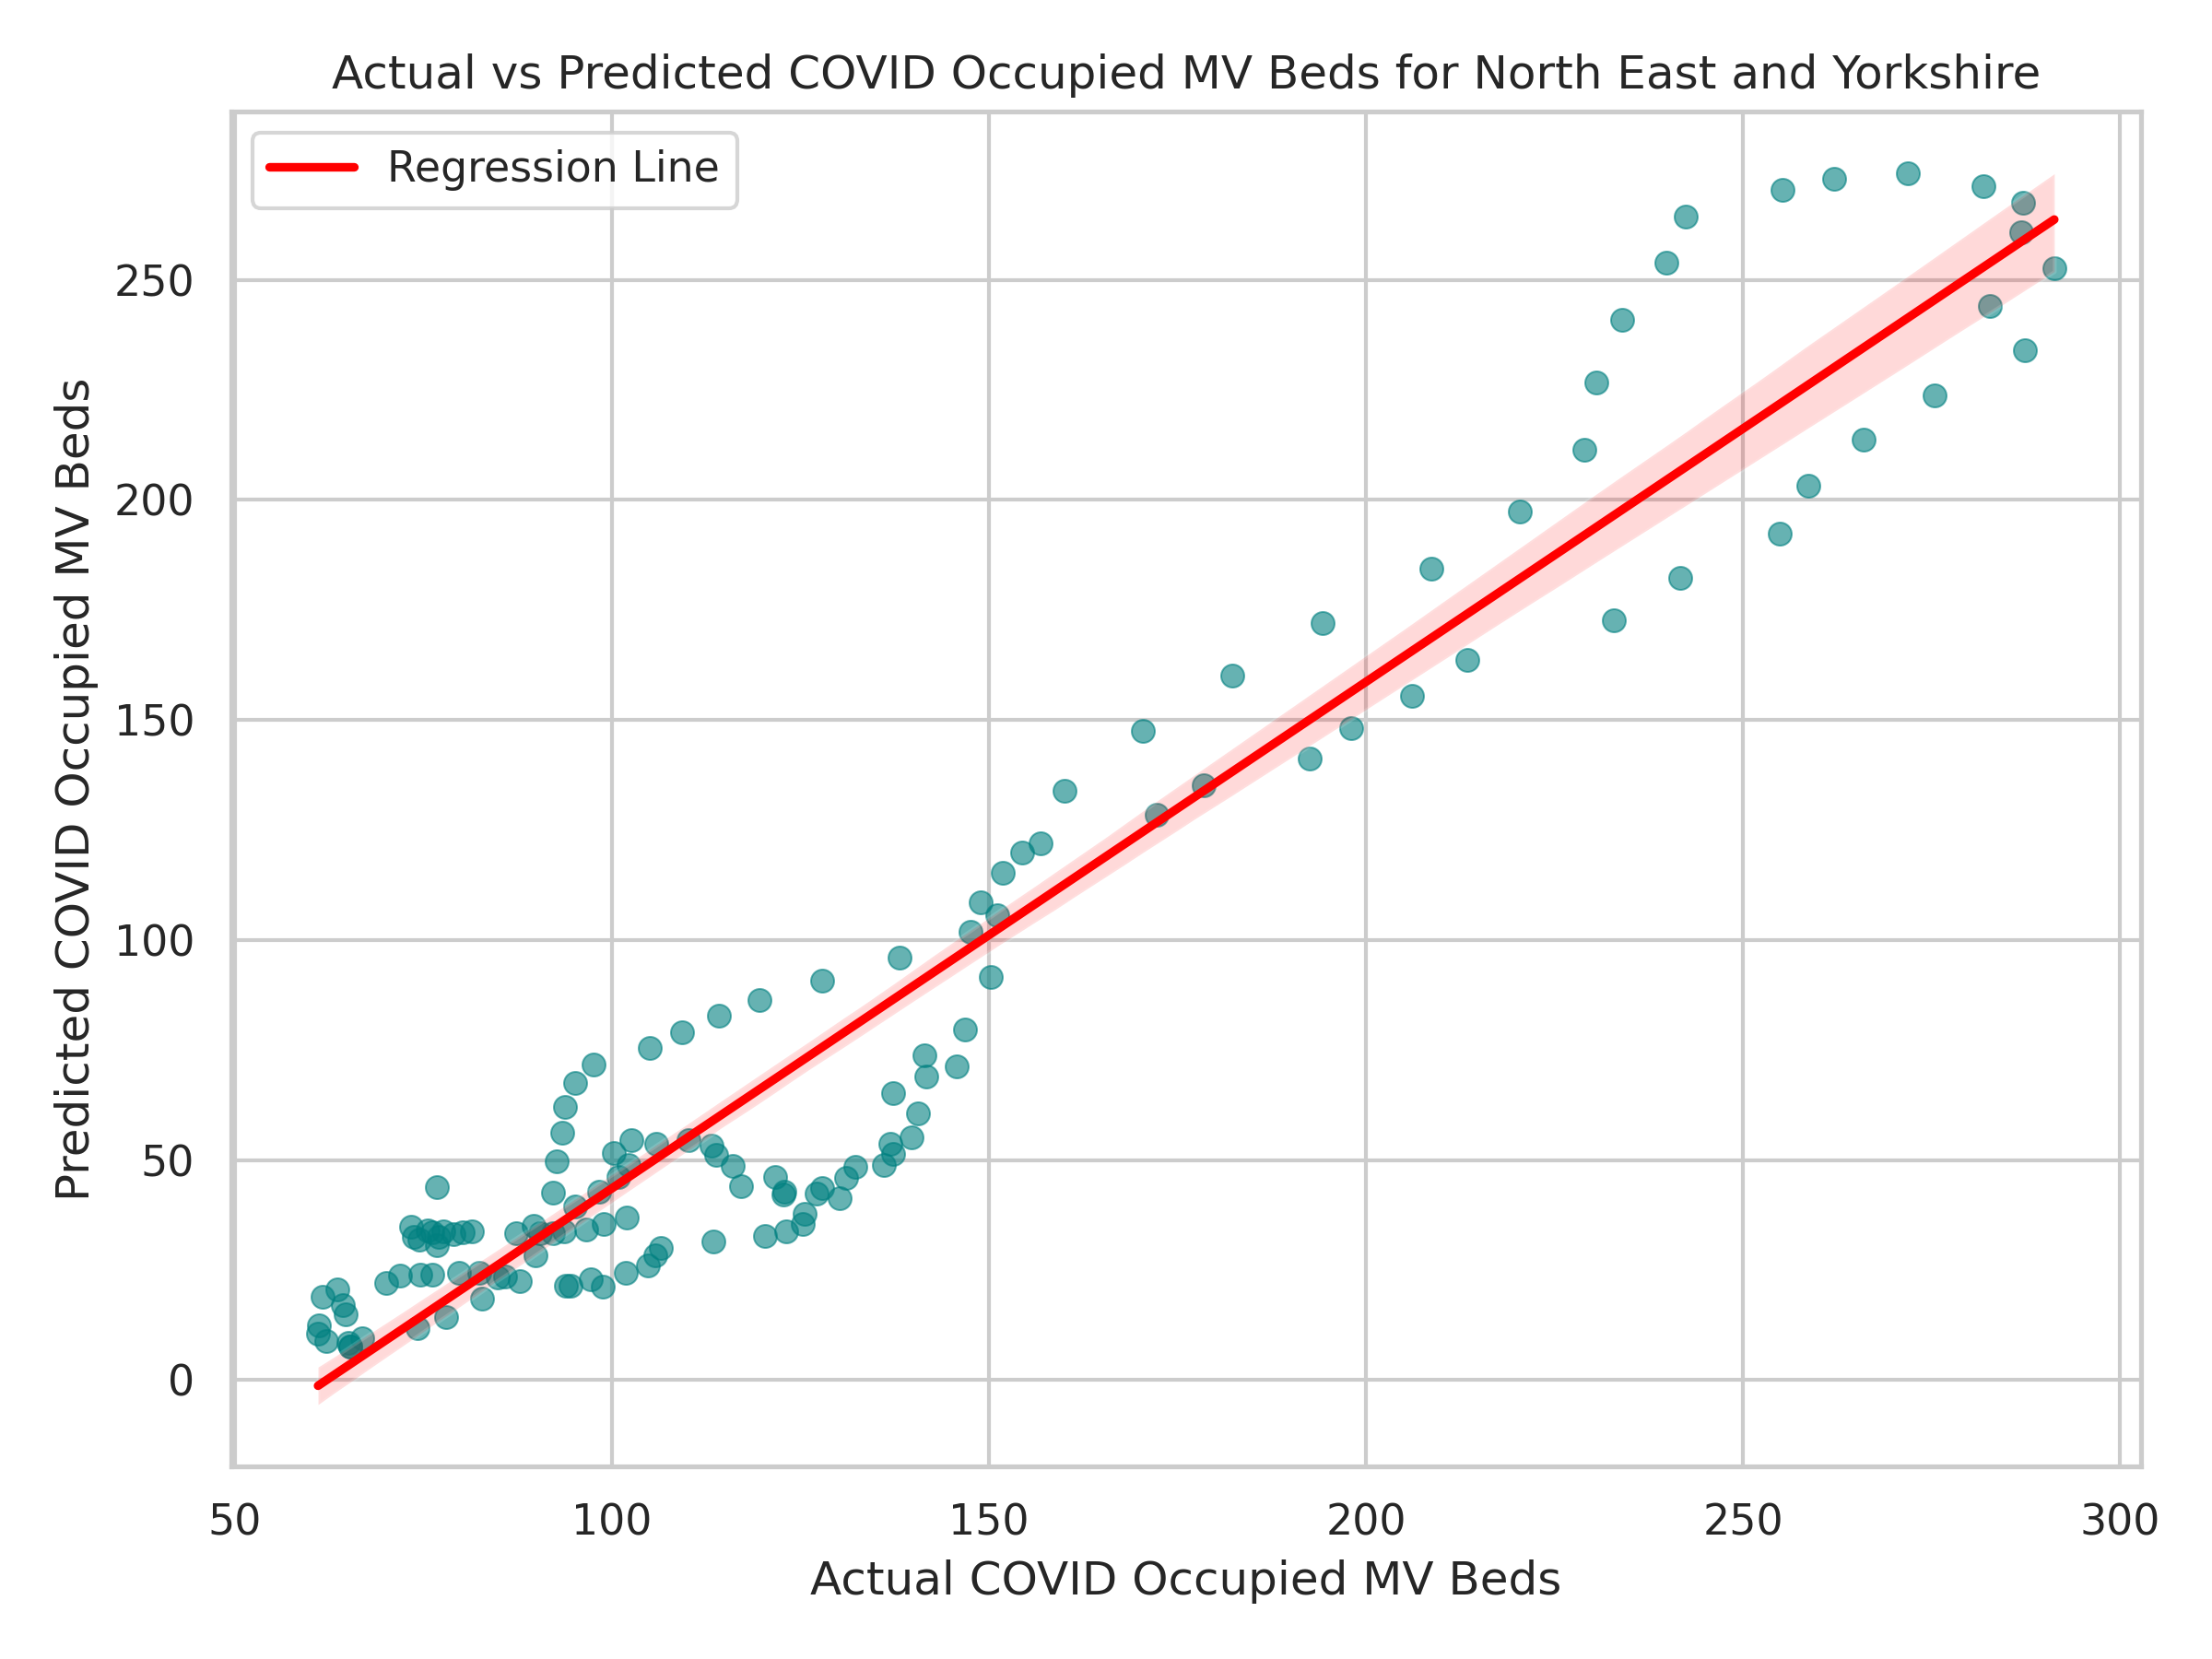 Actual vs Predicted COVID Occupied MV Beds for North East and Yorkshire
Regression Line
Predicted COVID Occupied MV Beds
250
200
150
100
50
0
50 100 150 200 250 300
Actual COVID Occupied MV Beds